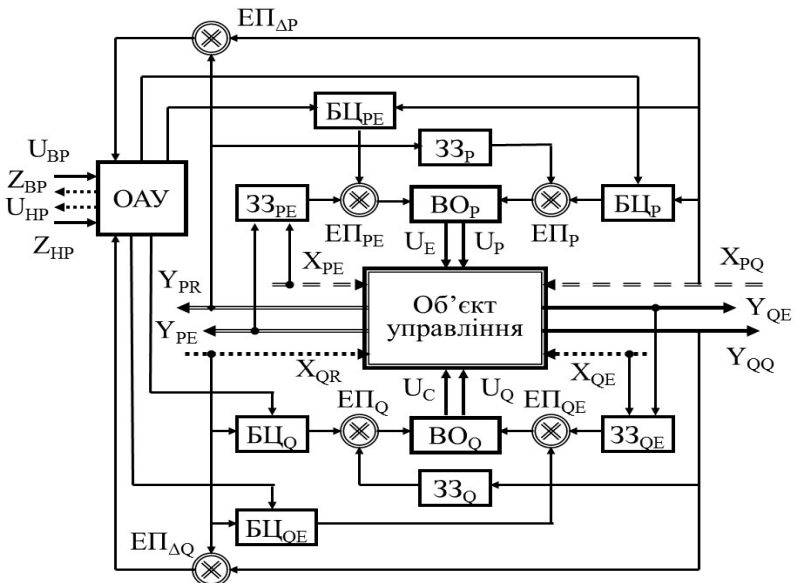 ЕП∆P
БЦPE
UBP
ЗЗP
ZBP
ОАУ
UHP
ЗЗPE
ВОP
БЦP
ZHP
ЕПPE
ЕПP
UE
UP
XPE
XPQ
YPR
Об’єкт
управління
YQE
YPE
YQQ
XQR
UC
UQ
XQE
ЕПQ
ЕПQE
БЦQ
ВОQ
ЗЗQE
ЗЗQ
БЦQE
ЕП∆Q